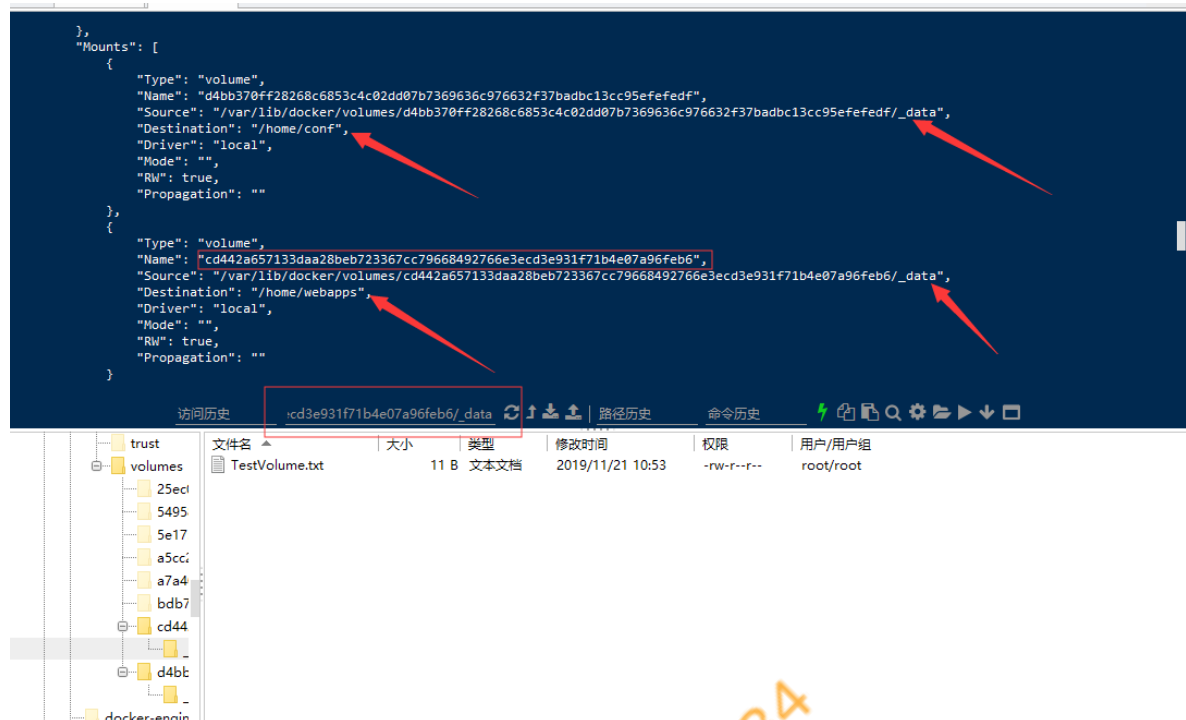 },
"Mounts": [
{
"Type": "volume",
"Name": "d4bb370ff28268c6853c4c02dd07b7369636c976632f37badbc13cc95efefedf",
"Source": "/var/lib/docker/volumes/d4bb370ff28268c6853c4c02dd07b7369636c976632f37badbc13cc95efefedf/_data",
"Destination": "/home/conf",
"Driver": "local",
"Mode": "",
"RW": true,
"Propagation": ""
},
{
"Type": "volume",
"Name": "cd442a657133daa28beb723367cc79668492766e3ecd3e931f71b4e07a96feb6",
"Source": "/var/lib/docker/volumes/cd442a657133daa28beb723367cc79668492766e3ecd3e931f71b4e07a96feb6/_data",
"Destination": "/home/webapps",
"Driver": "local",
"Mode": "",
"RW": true,
"Propagation": ""
}
访问历史 :cd3e931f71b4e07a96feb6/_data 路径历史 命令历史
trust 文件名 大小 类型 修改时间 权限 用户/用户组
volumes TestVolume.txt 11 B 文本文档 2019/11/21 10:53 -rw-r--r-- root/root
5495
5e17
a5cc2
a7a4
bdb7
cd44
_
d4bb
_
docker-engin